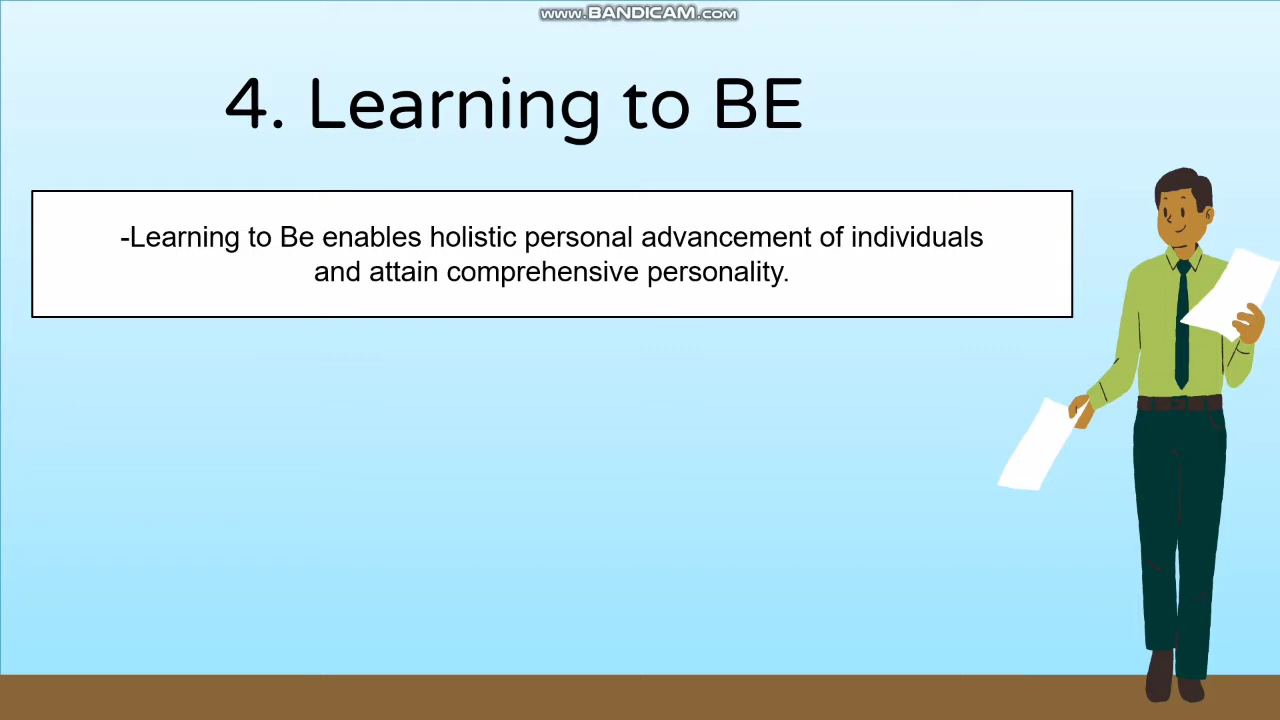 www.BANDICAM.com
4. Learning to BE
-Learning to Be enables holistic personal advancement of individuals
and attain comprehensive personality.